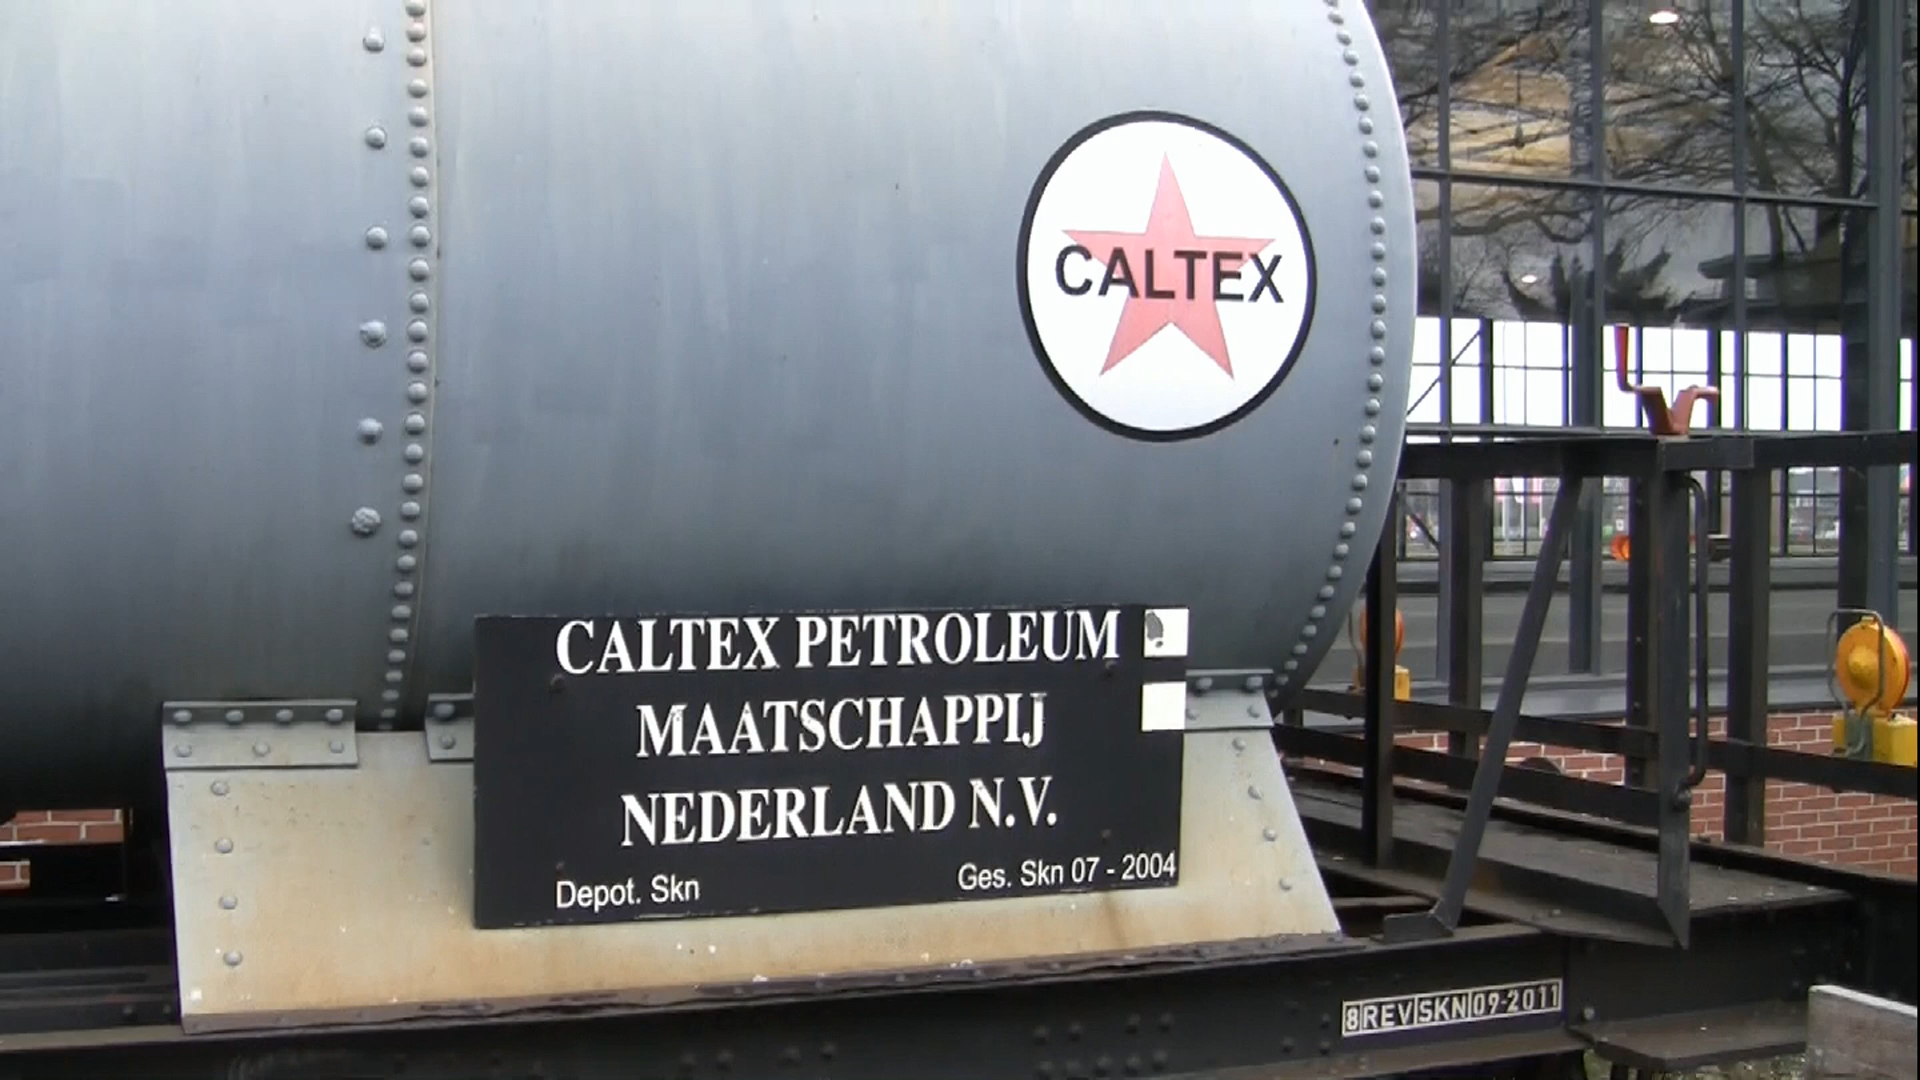 CALTEX
CALTEX PETROLEUM
MAATSCHAPPIJ
NEDERLAND N.V.
Depot. Skn Ges. Skn 07 - 2004
8 REV SKN 09-2011